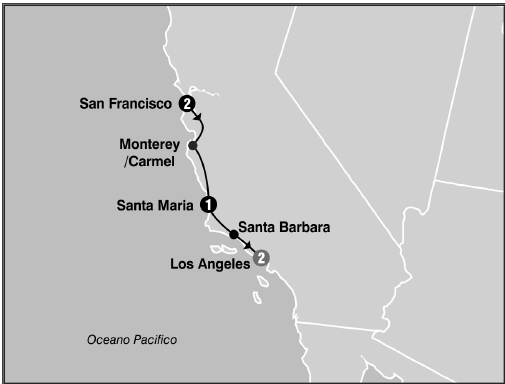 San Francisco 2
Monterey
/Carmel
Santa Maria 1
Santa Barbara
Los Angeles 2
Oceano Pacifico